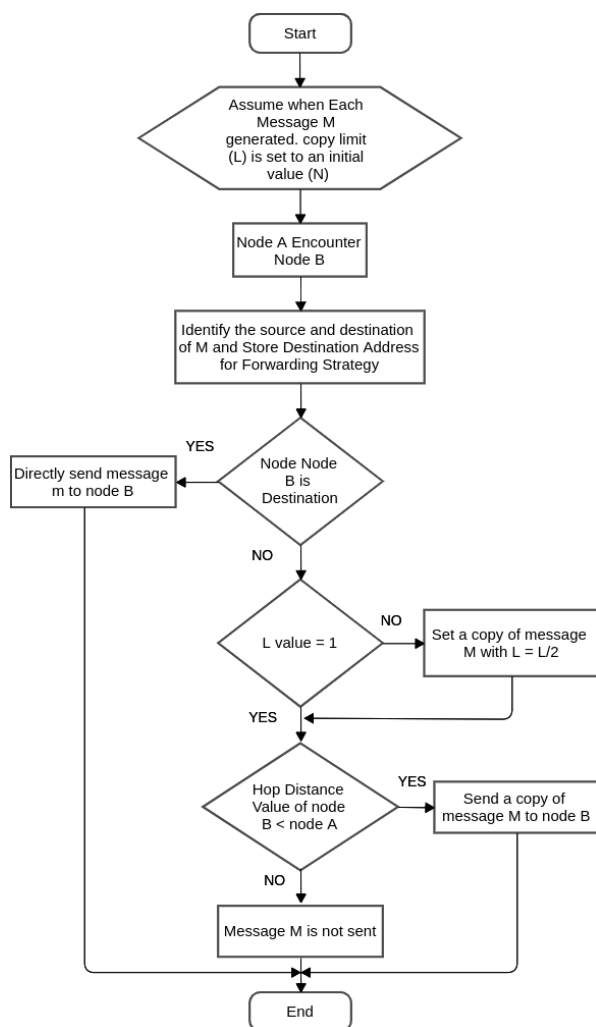 Start
Assume when Each
Message M
generated. copy limit
(L) is set to an initial
value (N)
Node A Encounter
Node B
Identify the source and destination
of M and Store Destination Address
for Forwarding Strategy
YES
Directly send message
m to node B
Node Node
B is
Destination
NO
L value = 1
NO
Set a copy of message
M with L = L/2
YES
Hop Distance
Value of node
B < node A
YES
Send a copy of
message M to node B
NO
Message M is not sent
End